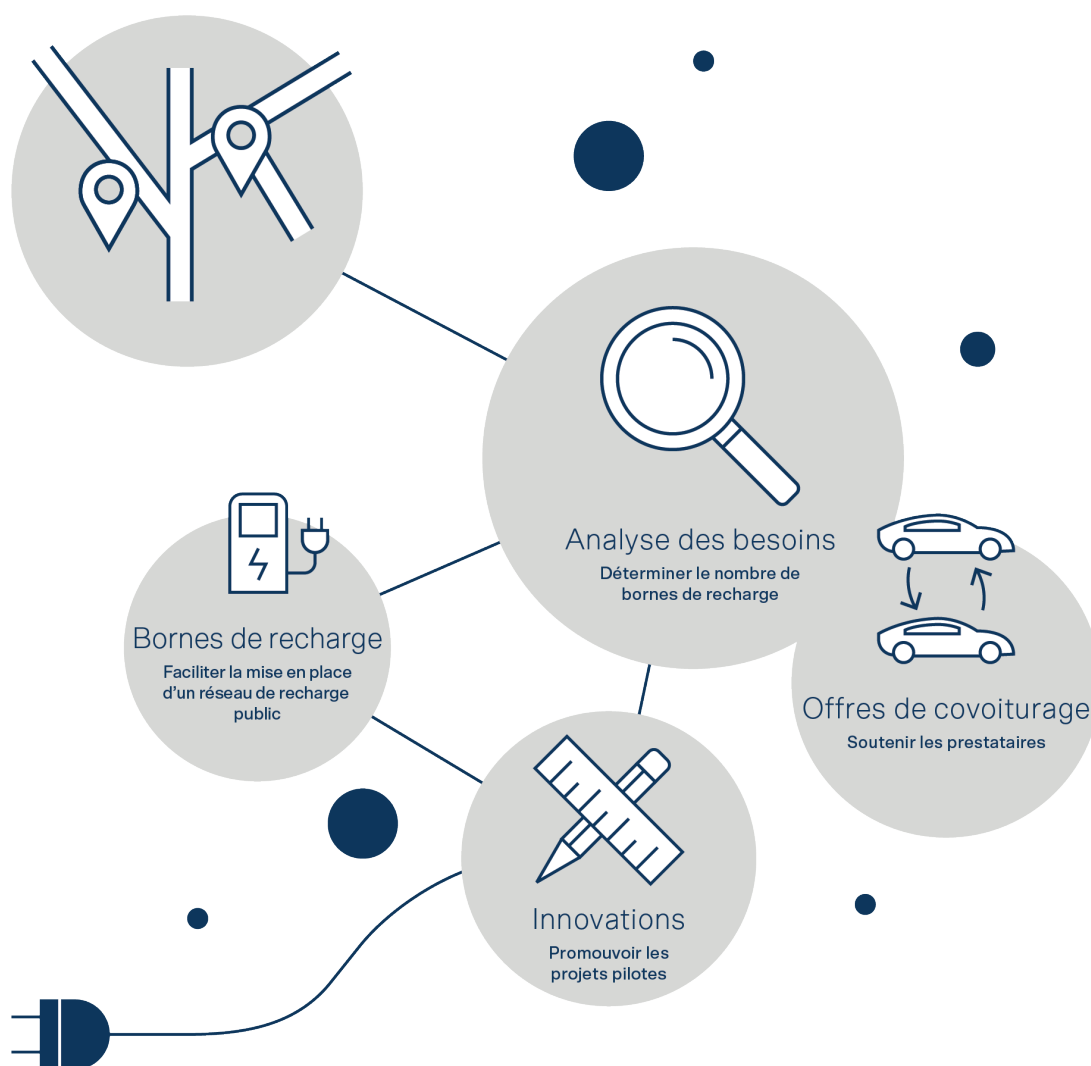 Analyse des besoins
Déterminer le nombre de
bornes de recharge
Bornes de recharge
Faciliter la mise en place
d'un réseau de recharge
public
Offres de covoiturage
Soutenir les prestataires
Innovations
Promouvoir les
projets pilotes